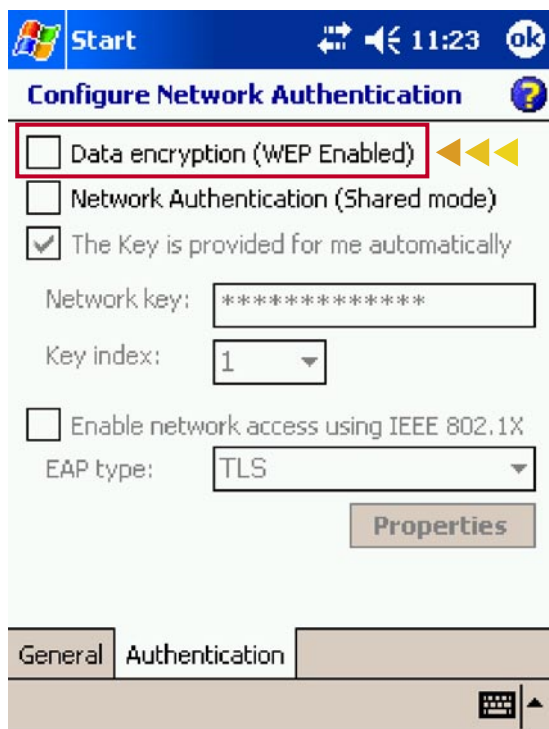 Start 11:23 ok
Configure Network Authentication ?
Data encryption (WEP Enabled)
Network Authentication (Shared mode)
The Key is provided for me automatically
Network key: *************
Key index: 1
Enable network access using IEEE 802.1X
EAP type: TLS
Properties
General Authentication